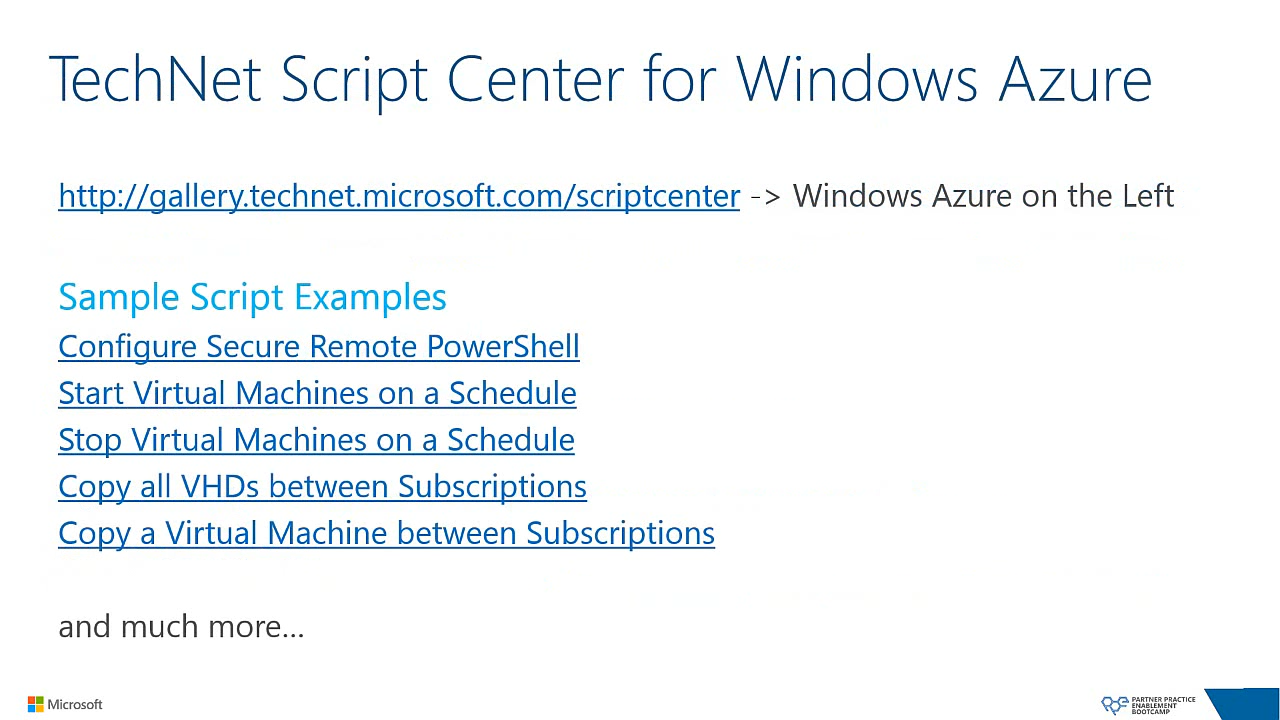 TechNet Script Center for Windows Azure
http://gallery.technet.microsoft.com/scriptcenter -> Windows Azure on the Left
Sample Script Examples
Configure Secure Remote PowerShell
Start Virtual Machines on a Schedule
Stop Virtual Machines on a Schedule
Copy all VHDs between Subscriptions
Copy a Virtual Machine between Subscriptions
and much more...
Microsoft
PARTNER PRACTICE
ENABLEMENT
BOOTCAMP